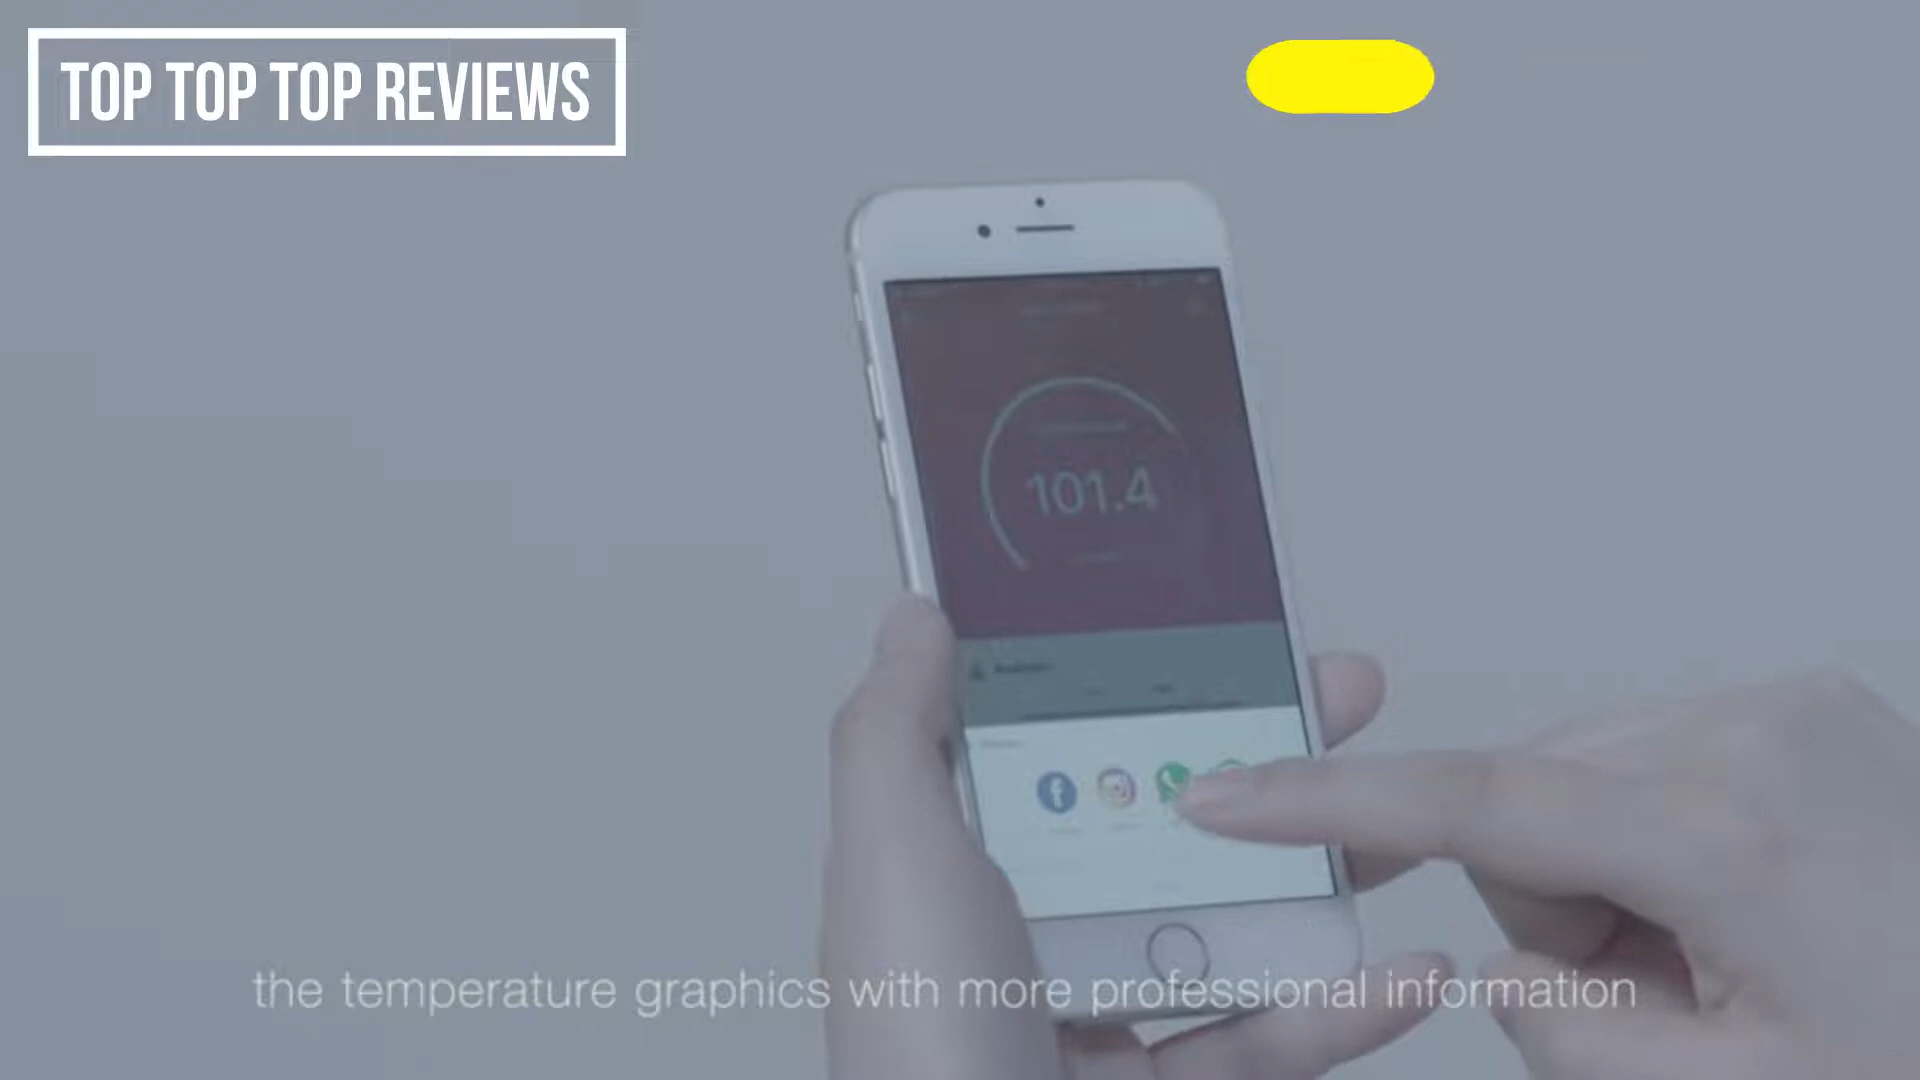 TOP TOP TOP REVIEWS
101.4
the temperature graphics with more professional information